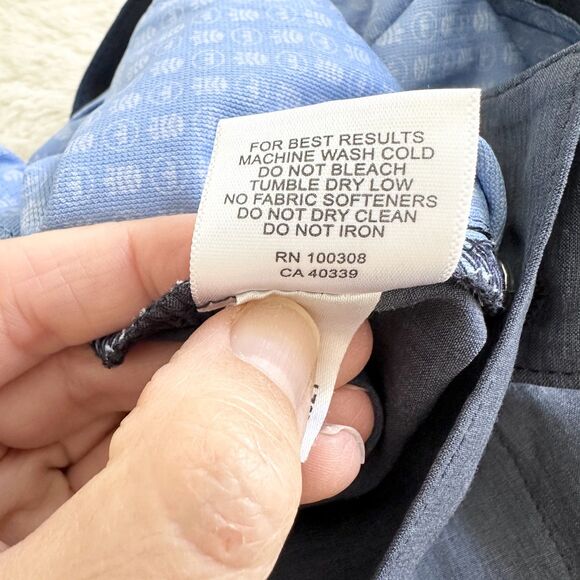 FOR BEST RESULTS
MACHINE WASH COLD
DO NOT BLEACH
TUMBLE DRY LOW
NO FABRIC SOFTENERS
DO NOT DRY CLEAN
DO NOT IRON
RN 100308
CA 40339